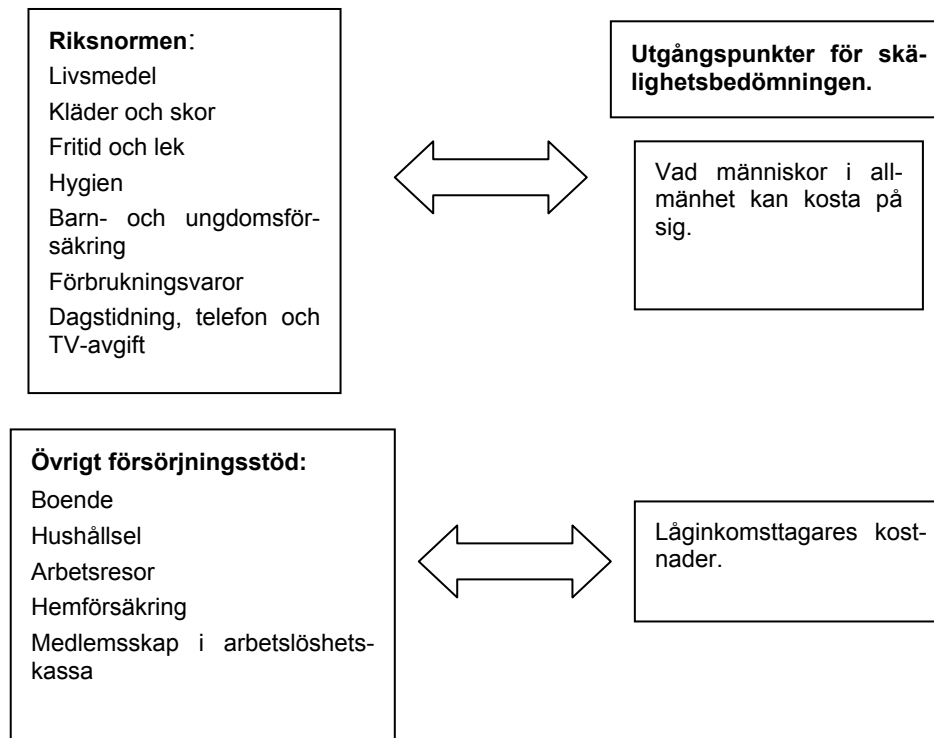 Riksnormen:
Livsmedel
Kläder och skor
Fritid och lek
Hygien
Barn- och ungdomsför-
säkring
Förbrukningsvaror
Dagstidning, telefon och
TV-avgift
Utgångspunkter för skä-
lighetsbedömningen.
Vad människor i all-
mänhet kan kosta på
sig.
Övrigt försörjningsstöd:
Boende
Hushållsel
Arbetsresor
Hemförsäkring
Medlemsskap i arbetslöshets-
kassa
Låginkomsttagares kost-
nader.